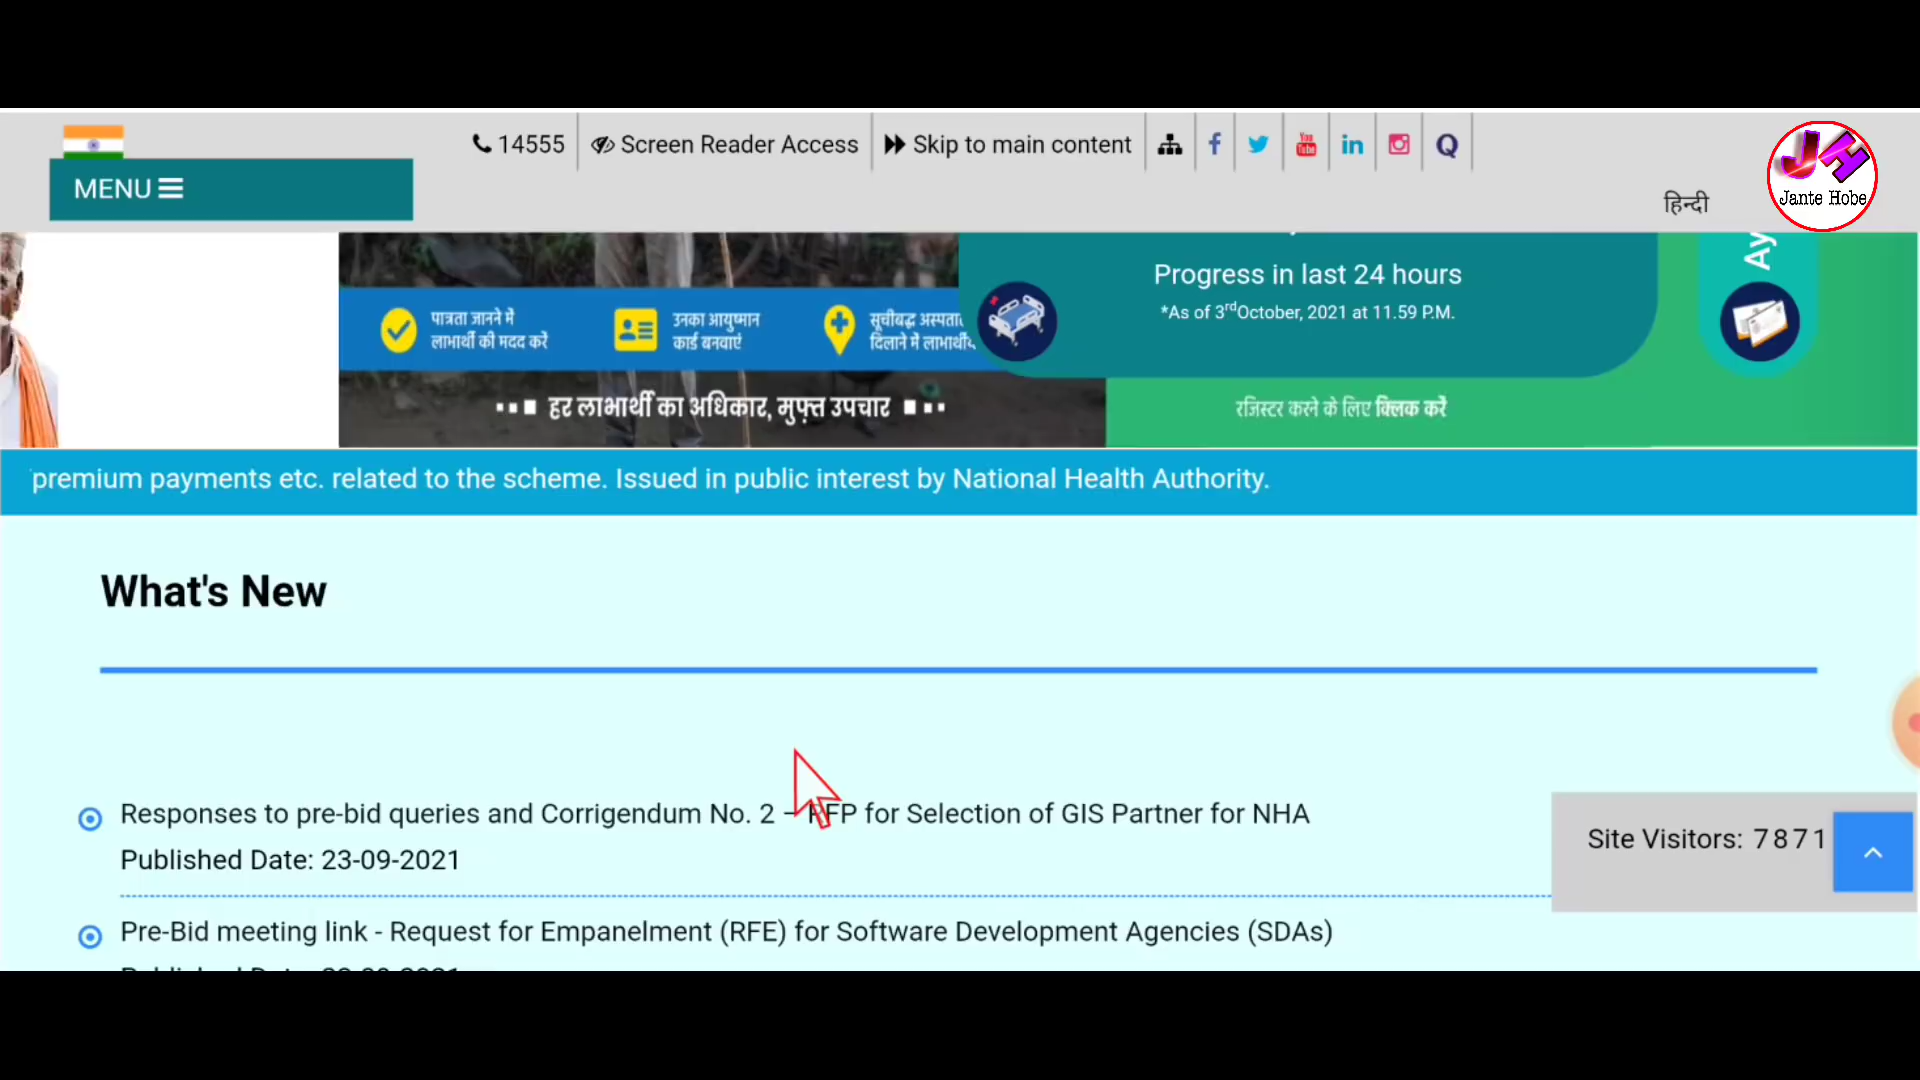 14555
Screen Reader Access
Skip to main content
MENU
हिन्दी
Jante Hobe
Ay
Progress in last 24 hours
*As of 3rdOctober, 2021 at 11.59 P.M.
पात्रता जानने में
लाभार्थी की मदद करें
उनका आयुष्मान
कार्ड बनवाएं
सूचीबद्ध
दिलाने में
हर लाभार्थी का अधिकार, मुफ़्त उपचार
रजिस्टर करने के लिए क्लिक करें
premium payments etc. related to the scheme. Issued in public interest by National Health Authority.
What's New
Responses to pre-bid queries and Corrigendum No. 2 – RFP for Selection of GIS Partner for NHA
Published Date: 23-09-2021
Site Visitors: 7871
Pre-Bid meeting link - Request for Empanelment (RFE) for Software Development Agencies (SDAs)